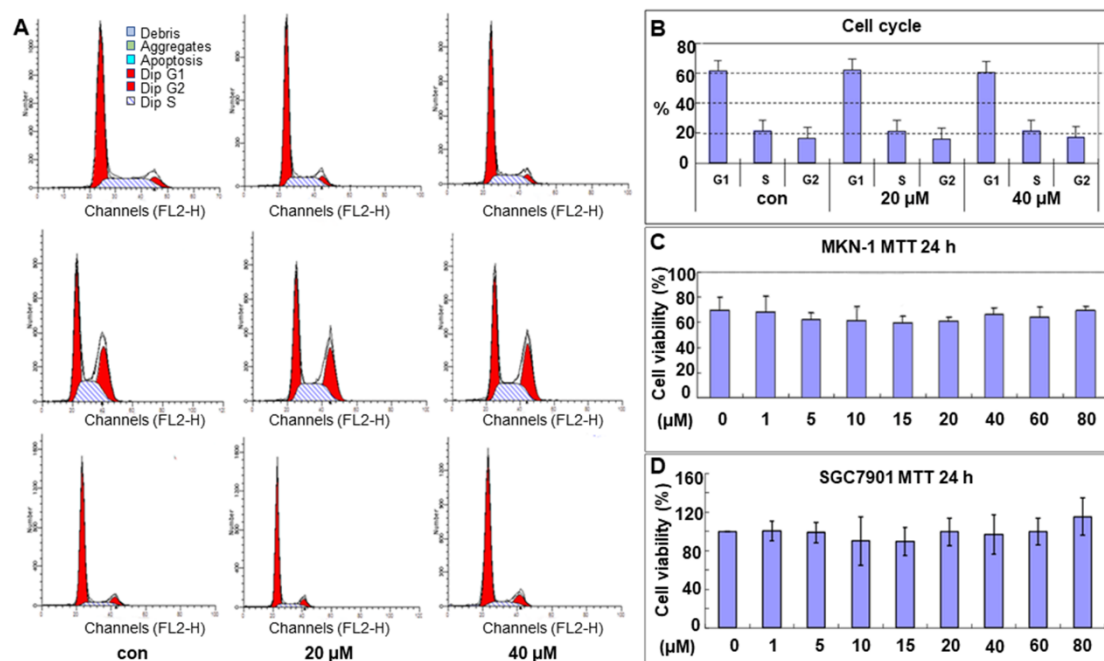 A
Debris
Aggregates
Apoptosis
Dip G1
Dip G2
Dip S
Number
Channels (FL2-H)
Channels (FL2-H)
Channels (FL2-H)
Number
Channels (FL2-H)
Channels (FL2-H)
Channels (FL2-H)
Number
Channels (FL2-H)
Channels (FL2-H)
Channels (FL2-H)
con 20 µM 40 µM
B
Cell cycle
80
60
40
20
0
%
G1 S G2 G1 S G2 G1 S G2
con 20 µM 40 µM
C
MKN-1 MTT 24 h
Cell viability (%)
100
80
60
40
20
0
(µM) 0 1 5 10 15 20 40 60 80
D
SGC7901 MTT 24 h
Cell viability (%)
160
120
80
40
0
(µM) 0 1 5 10 15 20 40 60 80